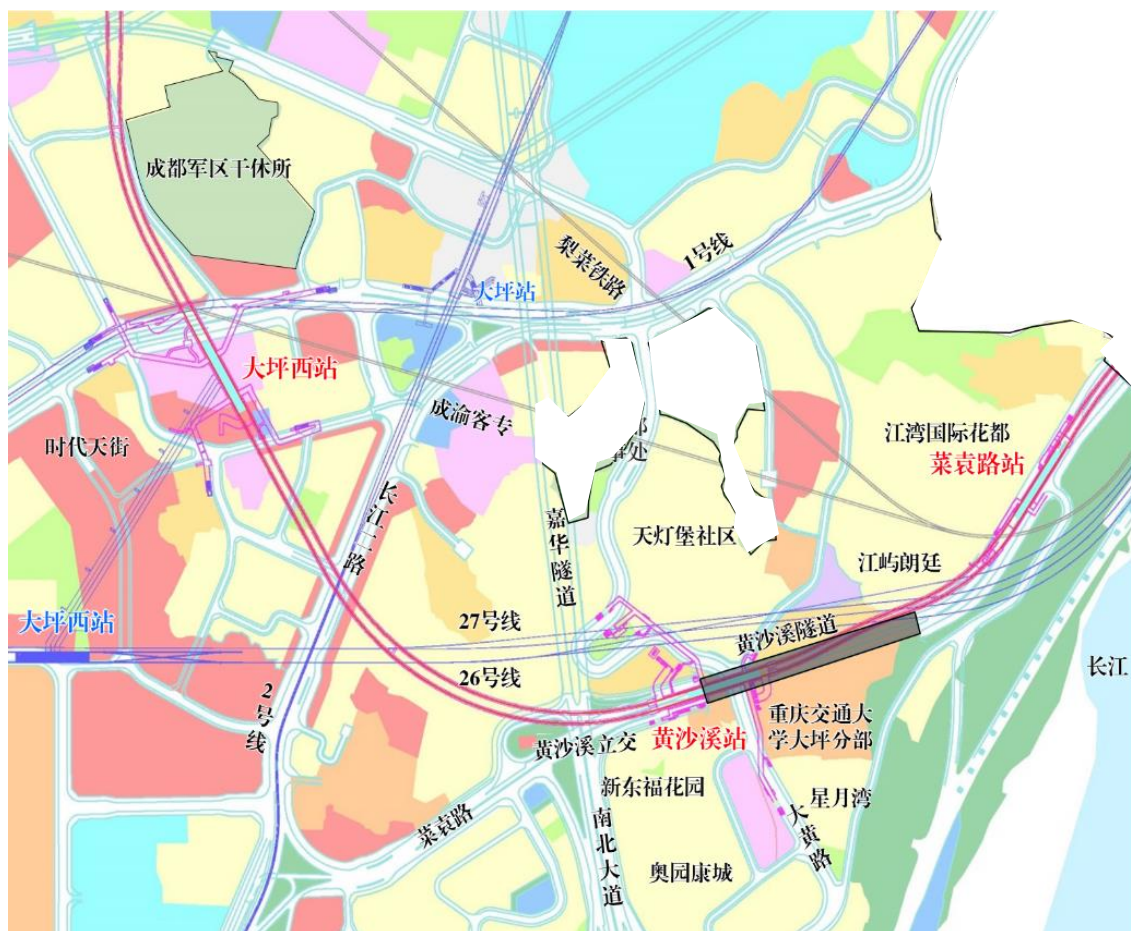 成都军区干休所
梨菜铁路
1号线
大坪站
大坪西站
成渝客专
时代天街
江湾国际花都
菜袁路站
长江二路
嘉华隧道
天灯堡社区
江屿朗廷
大坪西站
27号线
黄沙溪隧道
26号线
长江
2号线
黄沙溪立交
黄沙溪站
重庆交通大
学大坪分部
新东福花园
星月湾
菜袁路
南北大道
大黄路
奥园康城